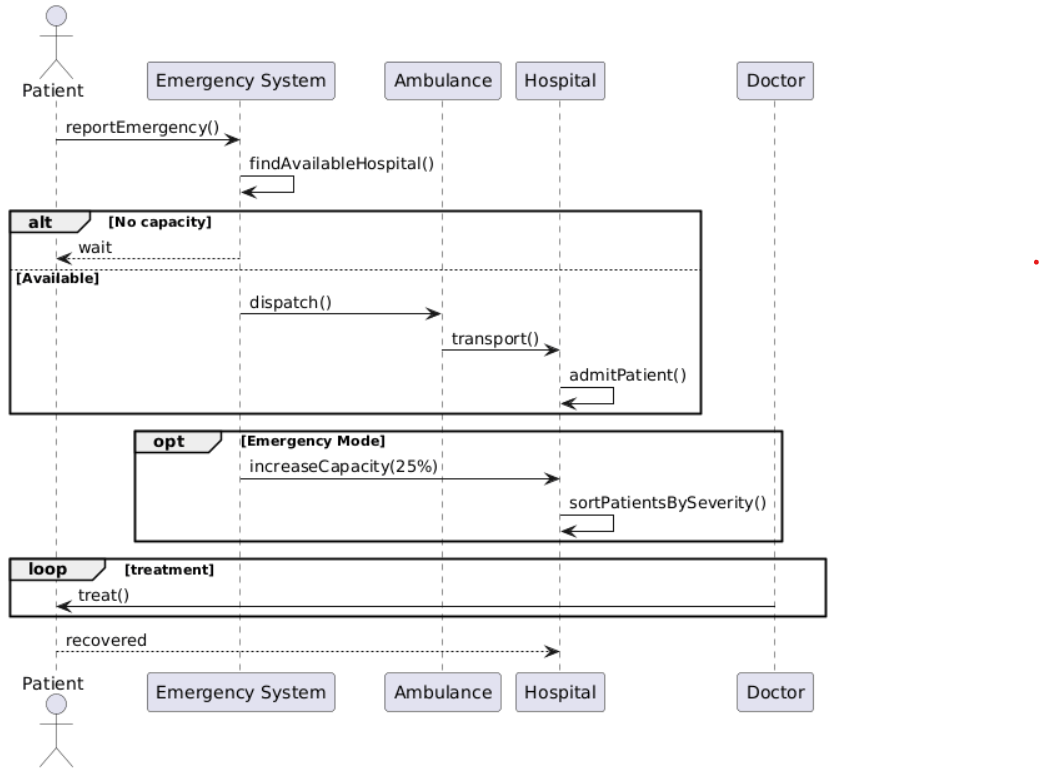 Patient
Emergency System
Ambulance
Hospital
Doctor
reportEmergency()
findAvailableHospital()
alt
[No capacity]
wait
[Available]
dispatch()
transport()
admitPatient()
opt
[Emergency Mode]
increaseCapacity(25%)
sortPatientsBySeverity()
loop
[treatment]
treat()
recovered
Patient
Emergency System
Ambulance
Hospital
Doctor